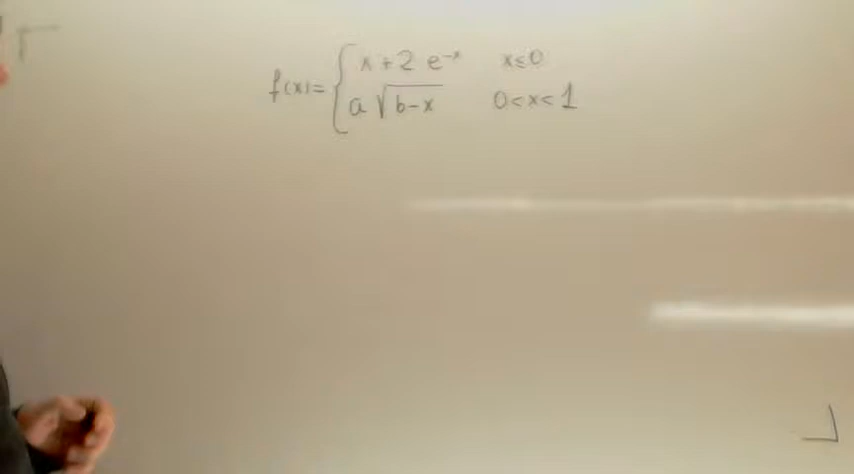 f(x)= { x + 2 e^-x    x≤0
a √b-x    0<x<1